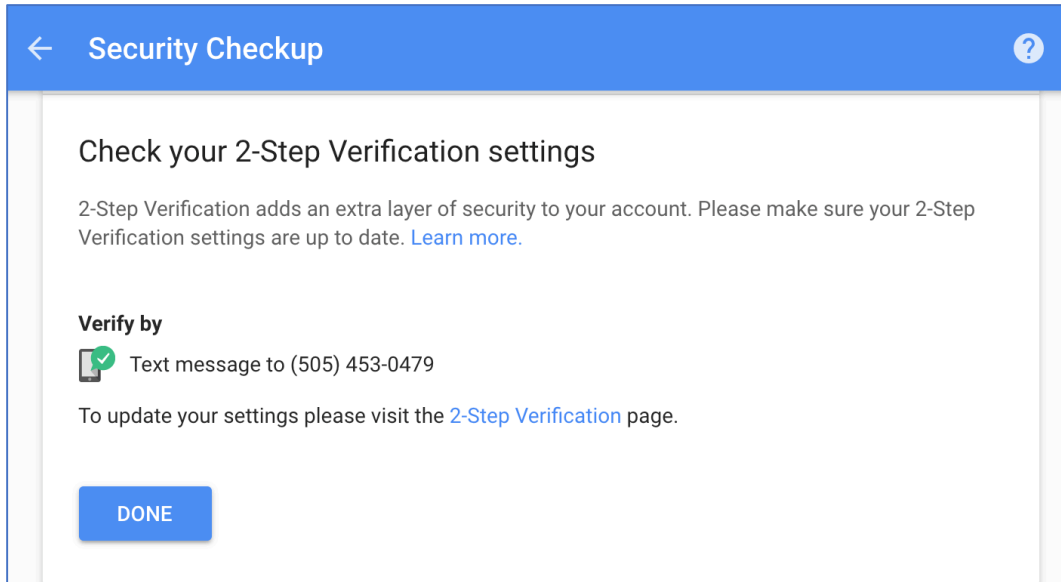 Security Checkup
?
Check your 2-Step Verification settings
2-Step Verification adds an extra layer of security to your account. Please make sure your 2-Step
Verification settings are up to date. Learn more.
Verify by
Text message to (505) 453-0479
To update your settings please visit the 2-Step Verification page.
DONE